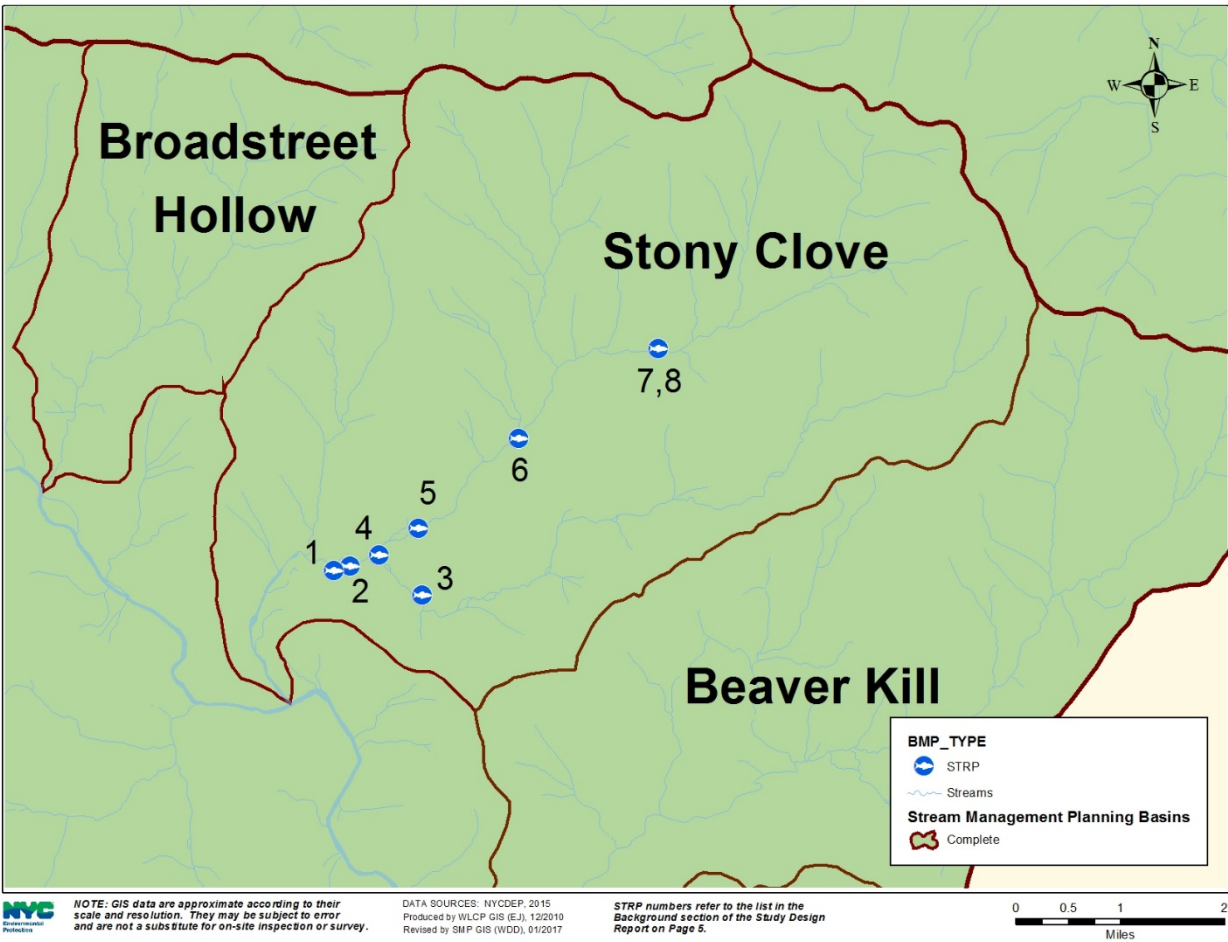 Broadstreet
Hollow
N
W E
S
Stony Clove
7,8
6
5
4
1
2
3
Beaver Kill
BMP_TYPE
STRP
Streams
Stream Management Planning Basins
Complete
NYC
Environmental
Protection
NOTE: GIS data are approximate according to their
scale and resolution. They may be subject to error
and are not a substitute for on-site inspection or survey.
DATA SOURCES: NYCDEP, 2015
Produced by WLCP GIS (EJ), 12/2010
Revised by SMP GIS (WDD), 01/2017
STRP numbers refer to the list in the
Background section of the Study Design
Report on Page 5.
0 0.5 1 2
Miles